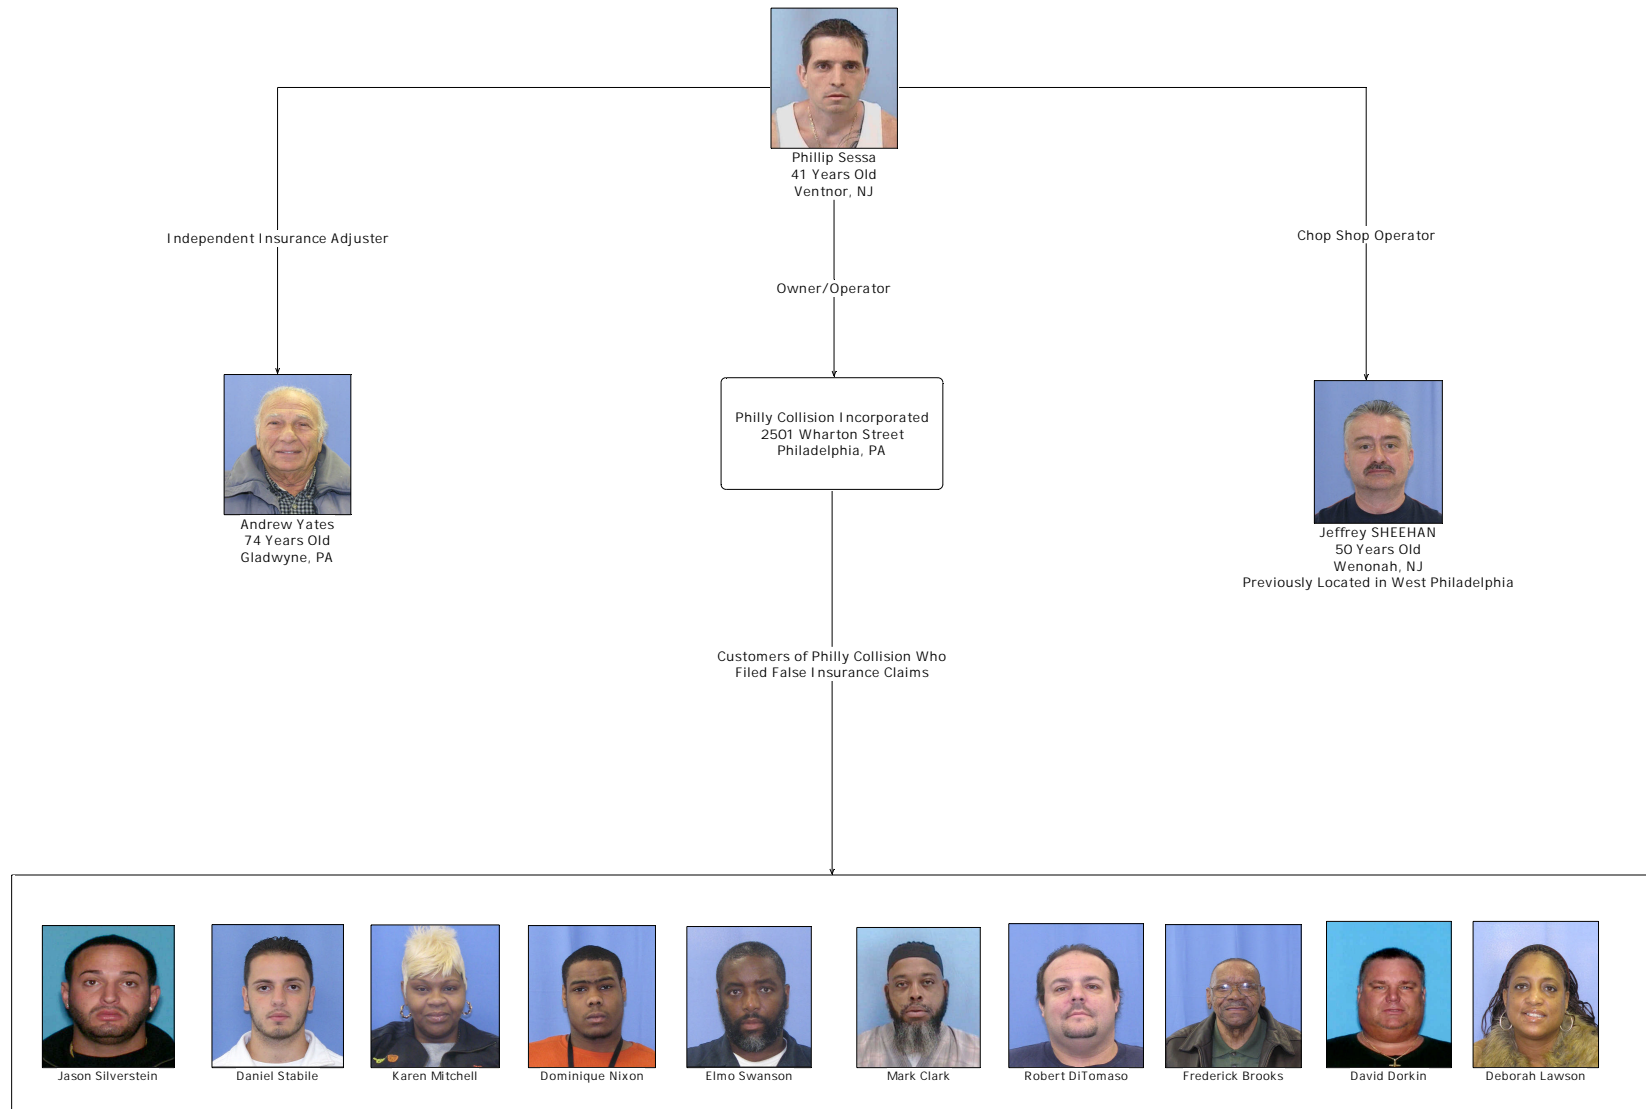 Phillip Sessa
41 Years Old
Ventnor, NJ
Independent Insurance Adjuster
Owner/Operator
Chop Shop Operator
Andrew Yates
74 Years Old
Gladwyne, PA
Philly Collision Incorporated
2501 Wharton Street
Philadelphia, PA
Jeffrey SHEEHAN
50 Years Old
Wenonah, NJ
Previously Located in West Philadelphia
Customers of Philly Collision Who
Filed False Insurance Claims
Jason Silverstein
Daniel Stabile
Karen Mitchell
Dominique Nixon
Elmo Swanson
Mark Clark
Robert DiTomaso
Frederick Brooks
David Dorkin
Deborah Lawson